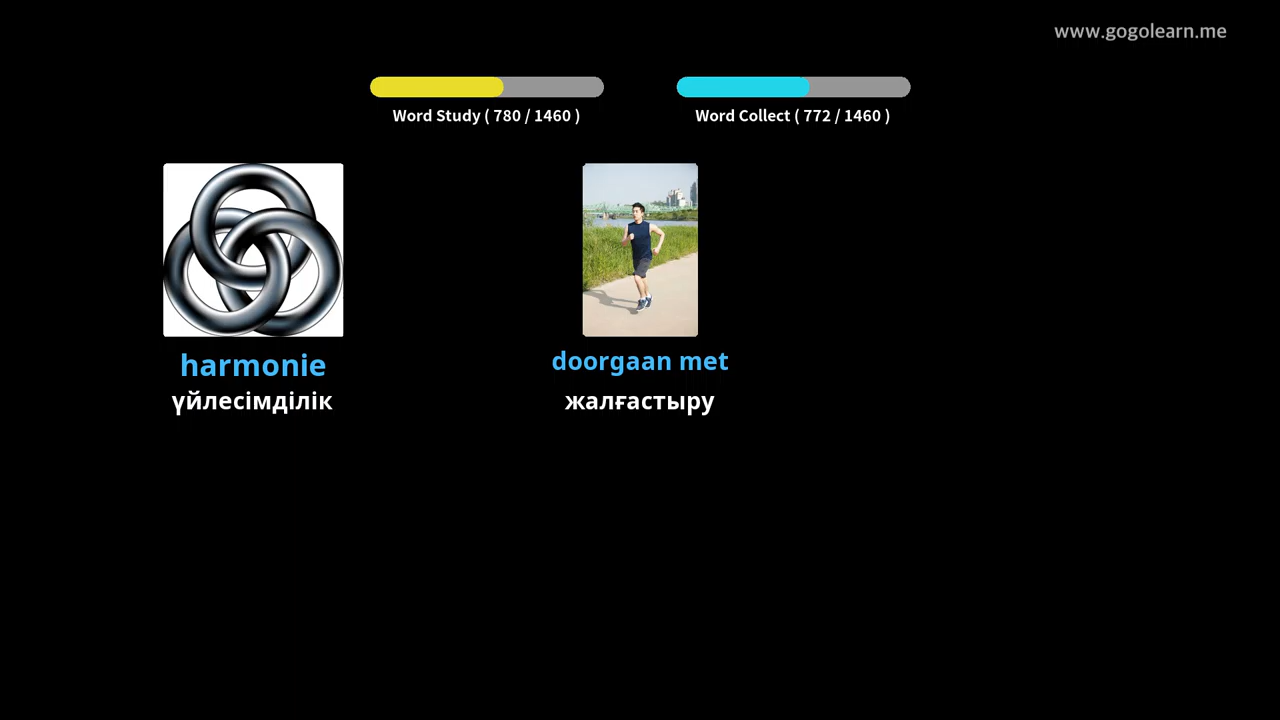 www.gogolearn.me
Word Study ( 780 / 1460 )
Word Collect ( 772 / 1460 )
harmonie
үйлесімділік
doorgaan met
жалғастыру